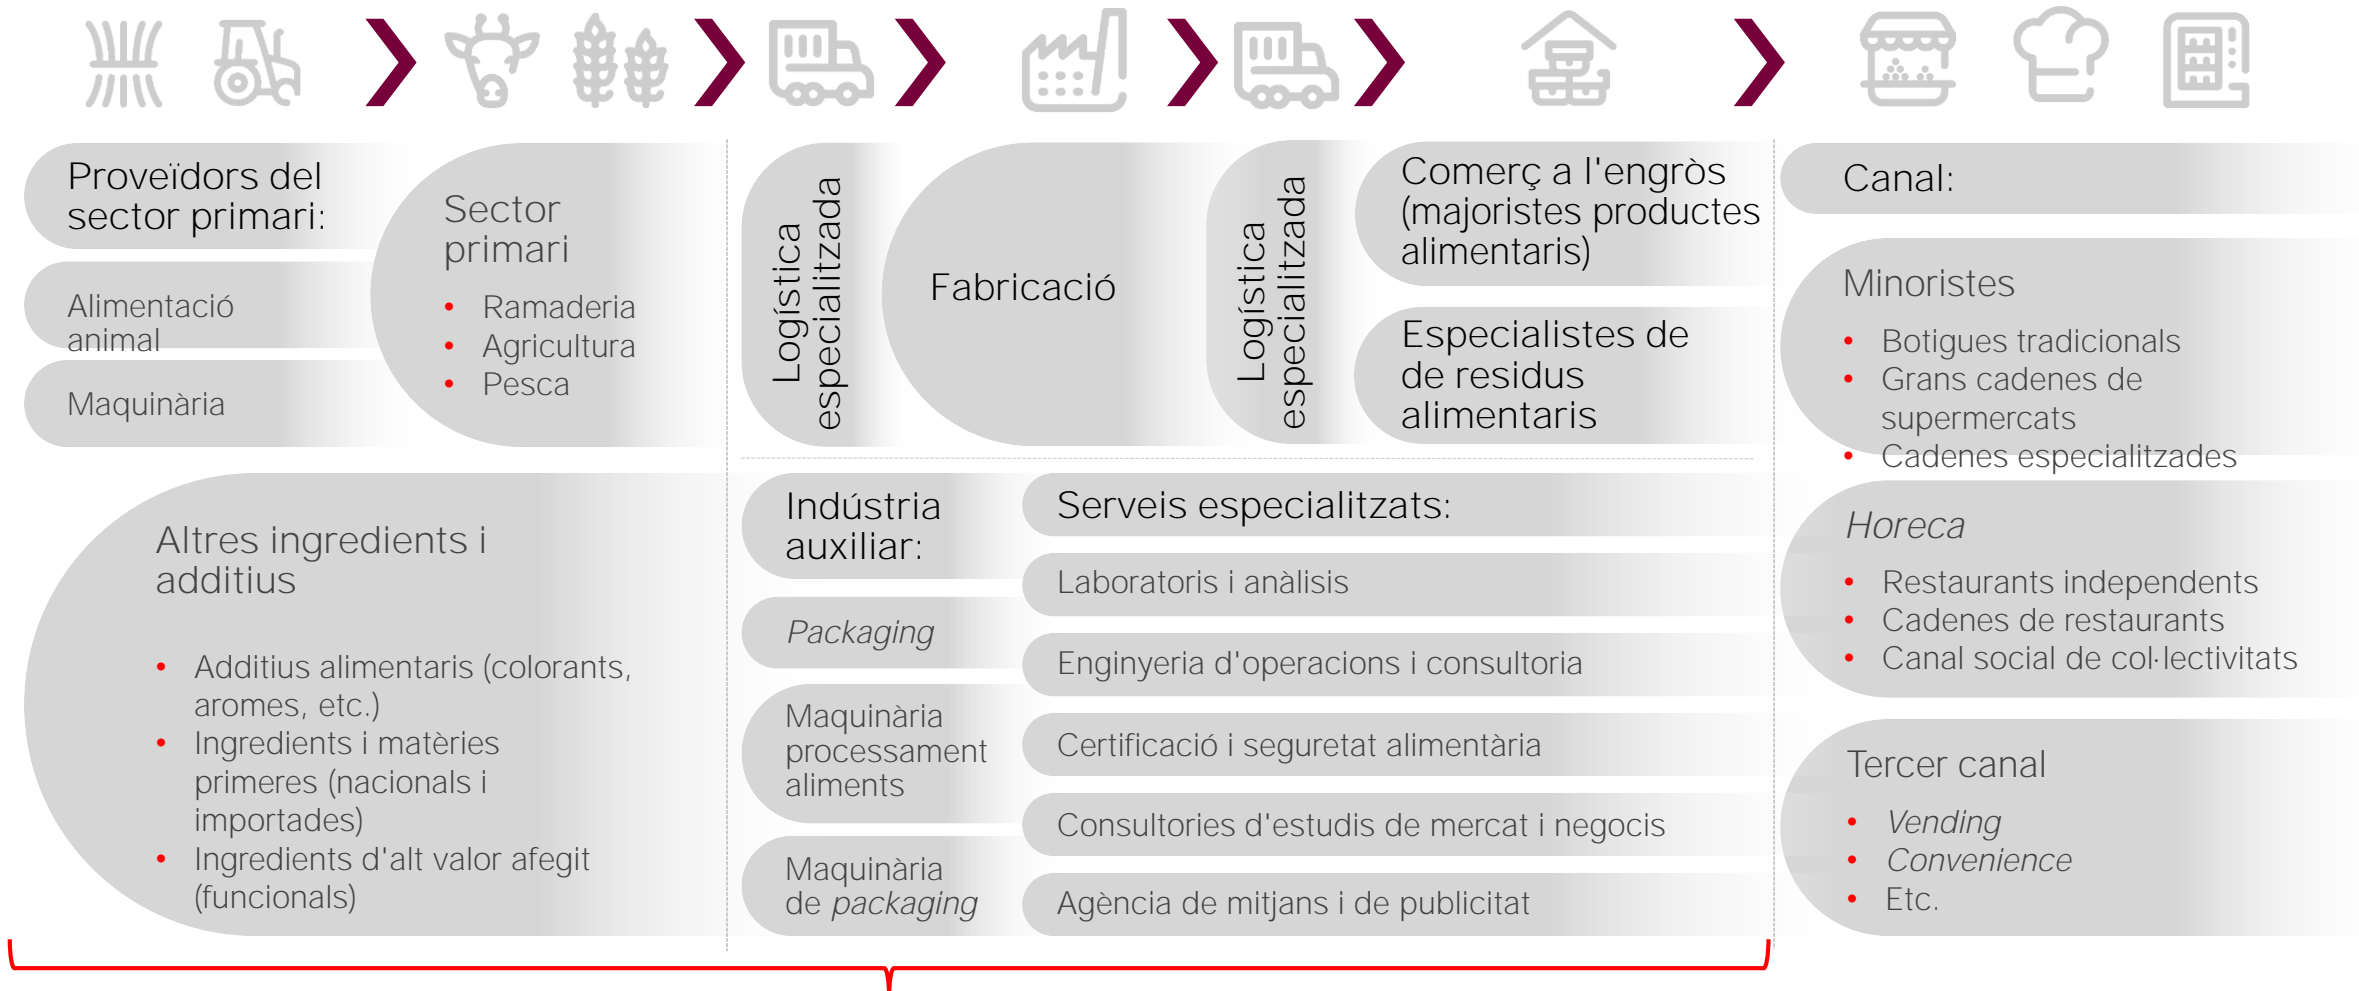 Proveïdors del
sector primari:
Alimentació
animal
Maquinària
Sector
primari
• Ramaderia
• Agricultura
• Pesca
Altres ingredients i
additius
• Additius alimentaris (colorants,
aromes, etc.)
• Ingredients i matèries
primeres (nacionals i
importades)
• Ingredients d'alt valor afegit
(funcionals)
Logística
especialitzada
Fabricació
Logística
especialitzada
Comerç a l'engròs
(majoristes productes
alimentaris)
Especialistes de
de residus
alimentaris
Indústria
auxiliar:
Packaging
Maquinària
processament
aliments
Maquinària
de packaging
Serveis especialitzats:
Laboratoris i anàlisis
Enginyeria d'operacions i consultoria
Certificació i seguretat alimentària
Consultories d'estudis de mercat i negocis
Agència de mitjans i de publicitat
Canal:
Minoristes
• Botigues tradicionals
• Grans cadenes de
supermercats
• Cadenes especialitzades
Horeca
• Restaurants independents
• Cadenes de restaurants
• Canal social de col·lectivitats
Tercer canal
• Vending
• Convenience
• Etc.